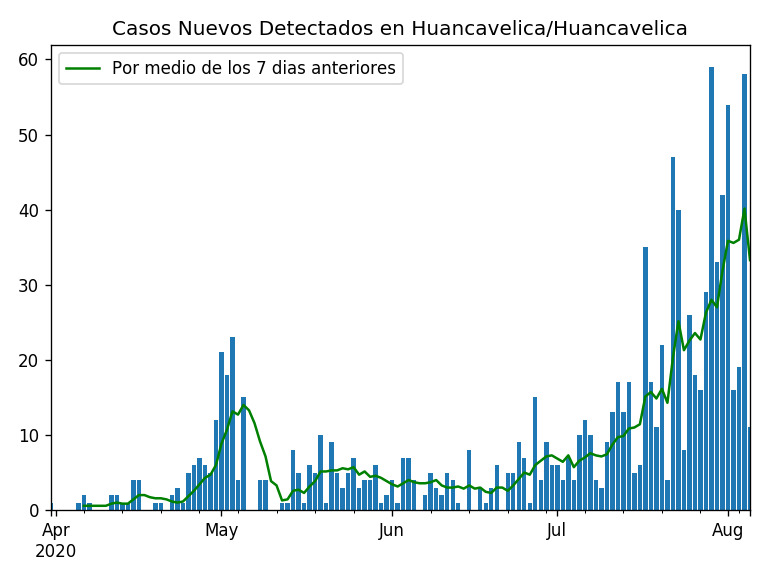 Casos Nuevos Detectados en Huancavelica/Huancavelica
Por medio de los 7 dias anteriores
60
50
40
30
20
10
0
Apr May Jun Jul Aug
2020